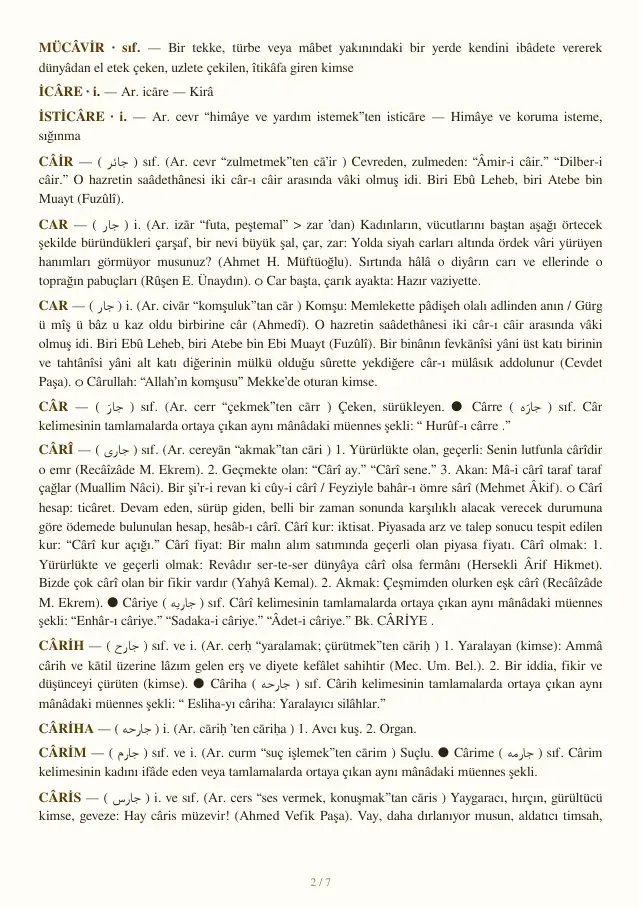 MÜCÂVİR · sıf. — Bir tekke, türbe veya mâbet yakınındaki bir yerde kendini ibâdete vererek
dünyâdan el etek çeken, uzlete çekilen, îtikâfa giren kimse
İCÂRE · i. — Ar. icāre — Kirâ
İSTİCÂRE · i. — Ar. cevr “himâye ve yardım istemek”ten isticāre — Himâye ve koruma isteme,
sığınma
CÂİR — ( جائر ) sıf. (Ar. cevr “zulmetmek”ten cā’ir ) Cevreden, zulmeden: “Âmir-i câir.” “Dilber-i
câir.” O hazretin saâdethânesi iki câr-ı câir arasında vâki olmuş idi. Biri Ebû Leheb, biri Atebe bin
Muayt (Fuzûlî).
CAR — ( جار ) i. (Ar. izār “futa, peştemal” > zar ’dan) Kadınların, vücutlarını baştan aşağı örtecek
şekilde büründükleri çarşaf, bir nevi büyük şal, çar, zar: Yolda siyah carları altında ördek vâri yürüyen
hanımları görmüyor musunuz? (Ahmet H. Müftüoğlu). Sırtında hâlâ o diyârın carı ve ellerinde o
toprağın pabuçları (Rûşen E. Ünaydın). ѻ Car başta, çarık ayakta: Hazır vaziyette.
CAR — ( جار ) i. (Ar. civār “komşuluk”tan cār ) Komşu: Memlekette pâdişeh olalı adlinden anın / Gürg
ü mîş ü bâz u kaz oldu birbirine câr (Ahmedî). O hazretin saâdethânesi iki câr-ı câir arasında vâki
olmuş idi. Biri Ebû Leheb, biri Atebe bin Ebi Muayt (Fuzûlî). Bir binânın fevkānîsi yâni üst katı birinin
ve tahtânîsi yâni alt katı diğerinin mülkü olduğu sûrette yekdiğere câr-ı mülâsık addolunur (Cevdet
Paşa). ѻ Cârullah: “Allah’ın komşusu” Mekke’de oturan kimse.
CÂR — ( جارّ ) sıf. (Ar. cerr “çekmek”ten cārr ) Çeken, sürükleyen. ● Cârre ( جارّه ) sıf. Câr
kelimesinin tamlamalarda ortaya çıkan aynı mânâdaki müennes şekli: “ Hurûf-ı cârre .”
CÂRÎ — ( جارى ) sıf. (Ar. cereyān “akmak”tan cāri ) 1. Yürürlükte olan, geçerli: Senin lutfunla cârîdir
o emr (Recâîzâde M. Ekrem). 2. Geçmekte olan: “Cârî ay.” “Cârî sene.” 3. Akan: Mâ-i cârî taraf taraf
çağlar (Muallim Nâci). Bir şi’r-i revan ki cûy-i cârî / Feyziyle bahâr-ı ömre sârî (Mehmet Âkif). ѻ Cârî
hesap: ticâret. Devam eden, sürüp giden, belli bir zaman sonunda karşılıklı alacak verecek durumuna
göre ödemede bulunulan hesap, hesâb-ı cârî. Cârî kur: iktisat. Piyasada arz ve talep sonucu tespit edilen
kur: “Cârî kur açığı.” Cârî fiyat: Bir malın alım satımında geçerli olan piyasa fiyatı. Cârî olmak: 1.
Yürürlükte ve geçerli olmak: Revâdır ser-te-ser dünyâya cârî olsa fermânı (Hersekli Ârif Hikmet).
Bizde çok cârî olan bir fikir vardır (Yahyâ Kemal). 2. Akmak: Çeşmimden olurken eşk cârî (Recâîzâde
M. Ekrem). ● Câriye ( جاريه ) sıf. Cârî kelimesinin tamlamalarda ortaya çıkan aynı mânâdaki müennes
şekli: “Enhâr-ı câriye.” “Sadaka-i câriye.” “Âdet-i câriye.” Bk. CÂRİYE .
CÂRİH — ( جارح ) sıf. ve i. (Ar. cerḥ “yaralamak; çürütmek”ten cāriḥ ) 1. Yaralayan (kimse): Ammâ
cârih ve kātil üzerine lâzım gelen erş ve diyete kefâlet sahihtir (Mec. Um. Bel.). 2. Bir iddia, fikir ve
düşünceyi çürüten (kimse). ● Câriha ( جارحه ) sıf. Cârih kelimesinin tamlamalarda ortaya çıkan aynı
mânâdaki müennes şekli: “ Esliha-yı câriha: Yaralayıcı silâhlar.”
CÂRİHA — ( جارحه ) i. (Ar. cāriḥ ’ten cāriḥa ) 1. Avcı kuş. 2. Organ.
CÂRİM — ( جارم ) sıf. ve i. (Ar. curm “suç işlemek”ten cārim ) Suçlu. ● Cârime ( جارمه ) sıf. Cârim
kelimesinin kadını ifâde eden veya tamlamalarda ortaya çıkan aynı mânâdaki müennes şekli.
CÂRİS — ( جارس ) i. ve sıf. (Ar. cers “ses vermek, konuşmak”tan cāris ) Yaygaracı, hırçın, gürültücü
kimse, geveze: Hay câris müzevir! (Ahmed Vefik Paşa). Vay, daha dırlanıyor musun, aldatıcı timsah,
2 / 7